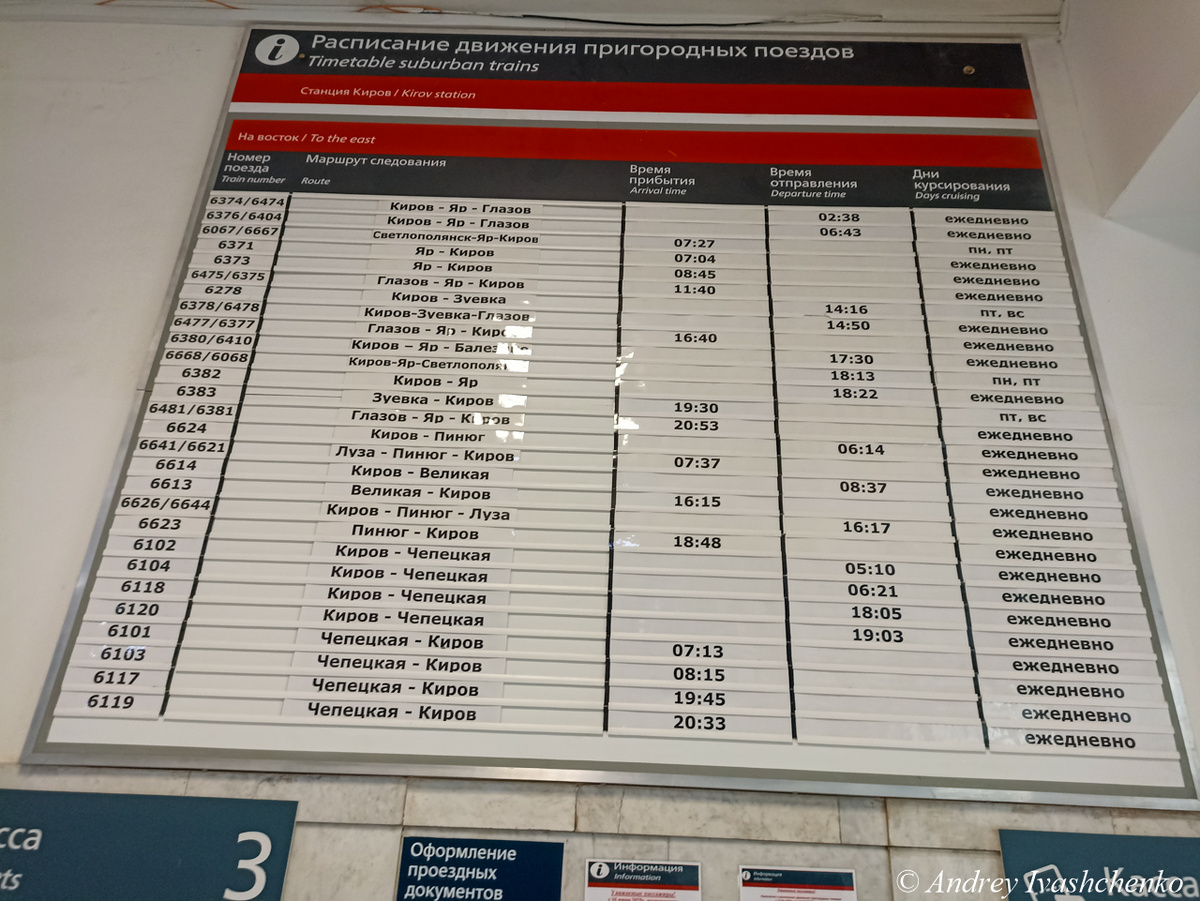 Расписание движения пригородных поездов
Timetable suburban trains
Станция Киров / Kirov station
На восток / To the east
Номер поезда Train number Маршрут следования Route Время прибытия Arrival time Время отправления Departure time Дни курсирования Days cruising
6374/6474 Киров - Яр - Глазов 02:38 ежедневно
6376/6404 Киров - Яр - Глазов 06:43 ежедневно
6067/6667 Светлополянск-Яр-Киров 07:27 пн, пт
6371 Яр - Киров 07:04 ежедневно
6373 Яр - Киров 08:45 ежедневно
6475/6375 Глазов - Яр - Киров 11:40 ежедневно
6278 Киров - Зуевка 14:16 пт, вс
6378/6478 Киров-Зуевка-Глазов 14:50 ежедневно
6477/6377 Глазов - Яр - Киров 16:40 ежедневно
6380/6410 Киров – Яр - 17:30 ежедневно
6668/6068 Киров-Яр-Светлополянск 18:13 пн, пт
6382 Киров - Яр 18:22 ежедневно
6383 Зуевка - Киров 19:30 пт, вс
6481/6381 Глазов - Яр - Киров 20:53 ежедневно
6624 Киров - Пинюг 06:14 ежедневно
6641/6621 Луза - Пинюг - Киров 07:37 ежедневно
6614 Киров - Великая 08:37 ежедневно
6613 Великая - Киров 16:15 ежедневно
6626/6644 Киров - Пинюг - Луза 16:17 ежедневно
6623 Пинюг - Киров 18:48 ежедневно
6102 Киров - Чепецкая 05:10 ежедневно
6104 Киров - Чепецкая 06:21 ежедневно
6118 Киров - Чепецкая 18:05 ежедневно
6120 Киров - Чепецкая 19:03 ежедневно
6101 Чепецкая - Киров 07:13 ежедневно
6103 Чепецкая - Киров 08:15 ежедневно
6117 Чепецкая - Киров 19:45 ежедневно
6119 Чепецкая - Киров 20:33 ежедневно
3
Оформление
проездных
документов
Информация
Information
Информация
Касса
© Andrey Ivashchenko